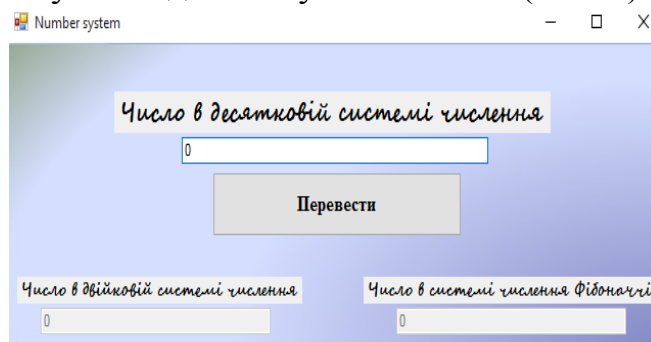 Number system
Число в десятковій системі числення
0
Перевести
Число в двійковій системі числення
Число в системі числення Фібоначчі
0
0